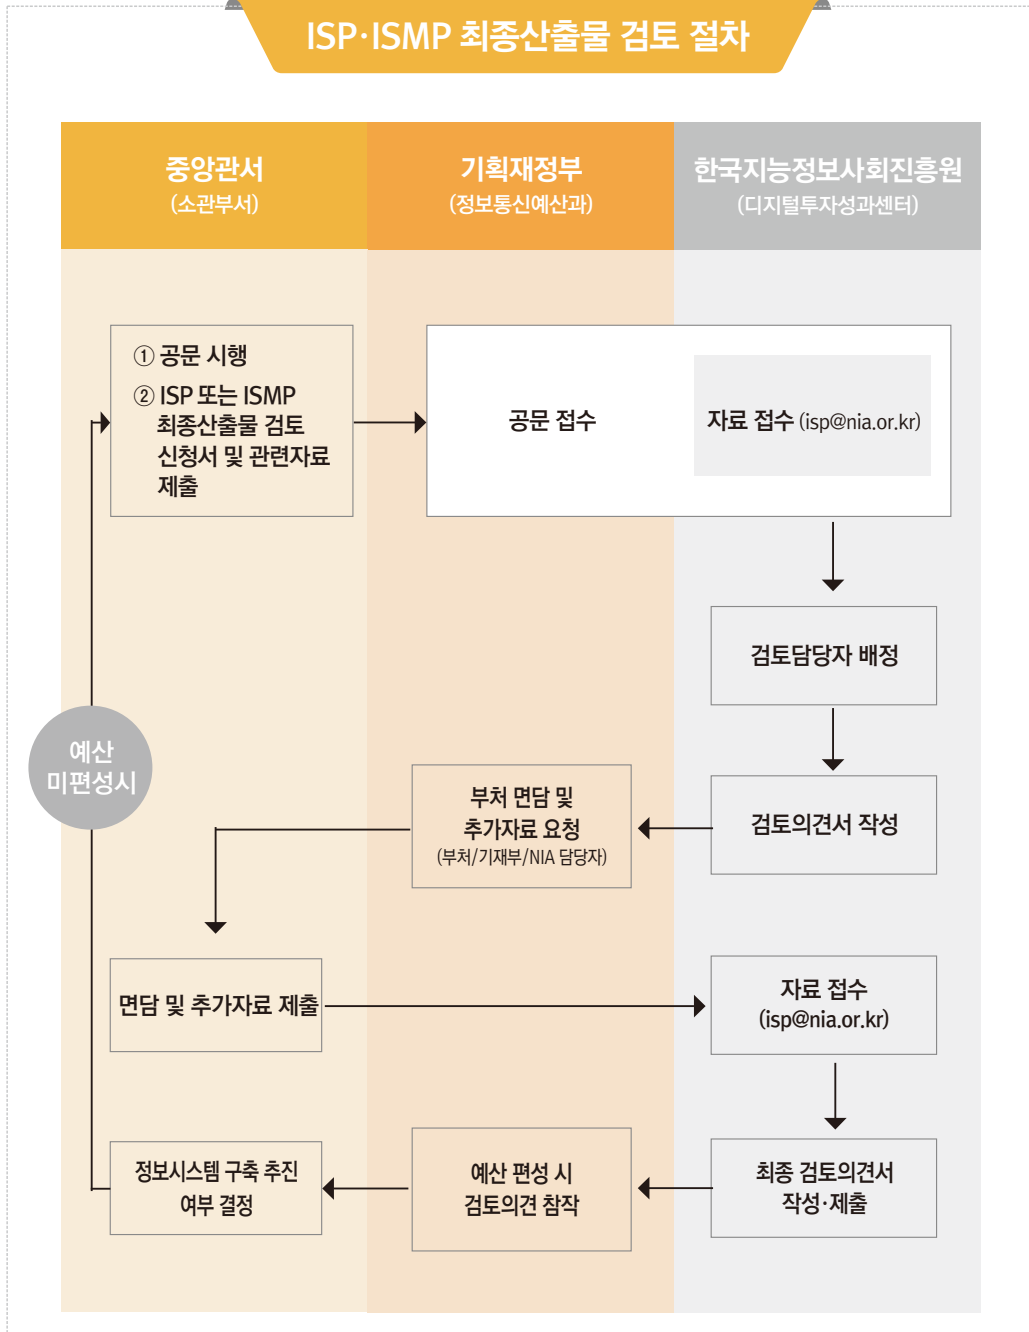 ISP·ISMP 최종산출물 검토 절차
중앙관서
(소관부서)
기획재정부
(정보통신예산과)
한국지능정보사회진흥원
(디지털투자성과센터)
① 공문 시행
② ISP 또는 ISMP
최종산출물 검토
신청서 및 관련자료
제출
공문 접수
자료 접수 (isp@nia.or.kr)
검토담당자 배정
예산
미편성시
부처 면담 및
추가자료 요청
(부처/기재부/NIA 담당자)
검토의견서 작성
면담 및 추가자료 제출
자료 접수
(isp@nia.or.kr)
정보시스템 구축 추진
여부 결정
예산 편성 시
검토의견 참작
최종 검토의견서
작성·제출